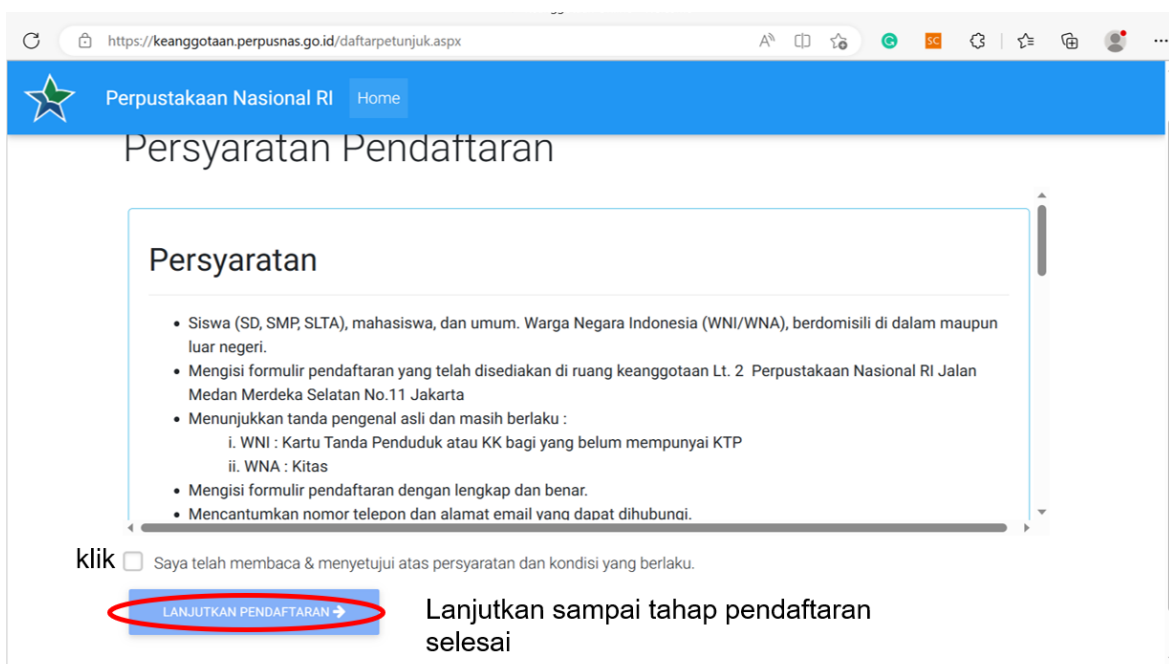 https://keanggotaan.perpusnas.go.id/daftarpetunjuk.aspx
Perpustakaan Nasional RI Home
Persyaratan Pendaftaran
Persyaratan
• Siswa (SD, SMP, SLTA), mahasiswa, dan umum. Warga Negara Indonesia (WNI/WNA), berdomisili di dalam maupun
luar negeri.
• Mengisi formulir pendaftaran yang telah disediakan di ruang keanggotaan Lt. 2 Perpustakaan Nasional RI Jalan
Medan Merdeka Selatan No.11 Jakarta
• Menunjukkan tanda pengenal asli dan masih berlaku :
i. WNI : Kartu Tanda Penduduk atau KK bagi yang belum mempunyai KTP
ii. WNA : Kitas
• Mengisi formulir pendaftaran dengan lengkap dan benar.
• Mencantumkan nomor telepon dan alamat email yang dapat dihubungi.
klik Saya telah membaca & menyetujui atas persyaratan dan kondisi yang berlaku.
LANJUTKAN PENDAFTARAN →
Lanjutkan sampai tahap pendaftaran
selesai